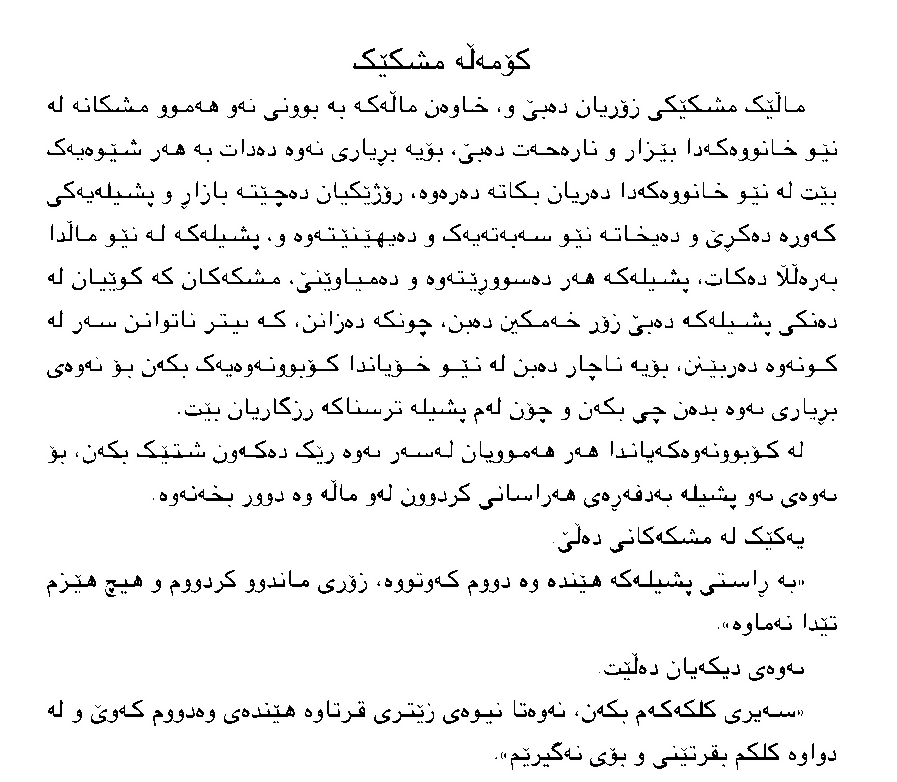 کۆمەڵە مشکێک
ماڵێک مشکێکی زۆریان دەبێ و، خاوەن ماڵەکە بە بوونی ئەو هەموو مشکانە لە
نێو خانووەکەدا بێزار و نارەحەت دەبێ، بۆیە بڕیاری ئەوە دەدات بە هەر شێوەیەک
بێت لە نێو خانووەکەدا دەریان بکاتە دەرەوە، رۆژێکیان دەچێتە بازاڕ و پشیلەیەکی
گەورە دەکڕێ و دەیخاتە نێو سەبەتەیەک و دەیهێنێتەوە و، پشیلەکە لە نێو ماڵدا
بەرەڵڵا دەکات، پشیلەکە هەر دەسووڕێتەوە و دەمیاوێنێ، مشکەکان کە گوێیان لە
دەنگی پشیلەکە دەبێ زۆر خەمگین دەبن، چونکە دەزانن، کە ئیتر ناتوانن سەر لە
کونەوە دەربێنن، بۆیە ناچار دەبن لە نێو خۆیاندا کۆبوونەوەیەک بکەن بۆ ئەوەی
بڕیاری ئەوە بدەن چی بکەن و چۆن لەم پشیلە ترسناکە رزگاریان بێت.
لە کۆبوونەوەکەیاندا هەر هەموویان لەسەر ئەوە رێک دەکەون شتێک بکەن، بۆ
ئەوەی ئەو پشیلە بەدفەڕەی هەراسانی کردوون لەو ماڵە وە دوور بخەنەوە.
یەکێک لە مشکەکانی دەڵێ.
«بە ڕاستی پشیلەکە هێندە وە دووم کەوتووە، زۆری ماندوو کردووم و هیچ هێزم
تێدا نەماوە».
ئەوەی دیکەیان دەڵێت.
«سەیری کلکەکەم بکەن، ئەوەتا نیوەی زێتری قرتاوە هێندەی وەدووم کەوێ و لە
دواوە کلکم بقرتێنی و بۆی نەگیرێم».